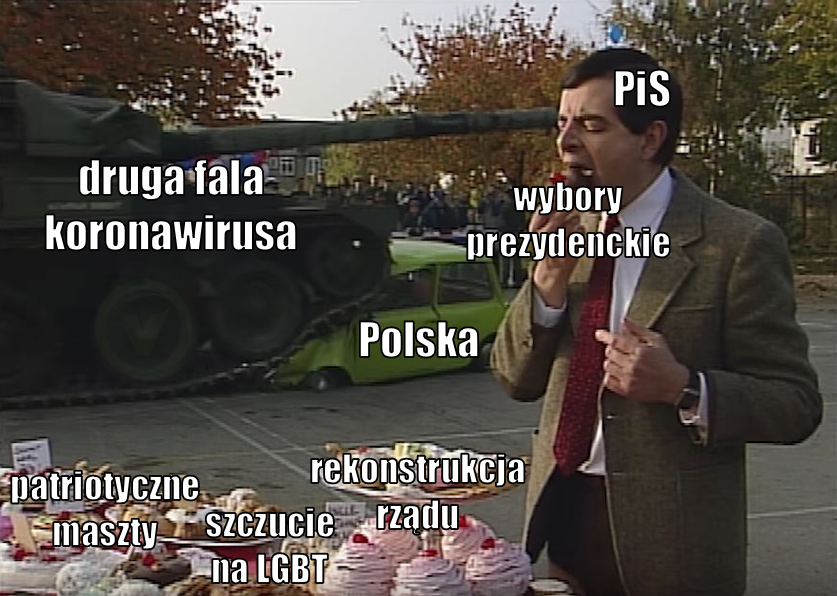 PiS
druga fala
koronawirusa
wybory
prezydenckie
Polska
patriotyczne
maszty
szczucie
na LGBT
rekonstrukcja
rządu